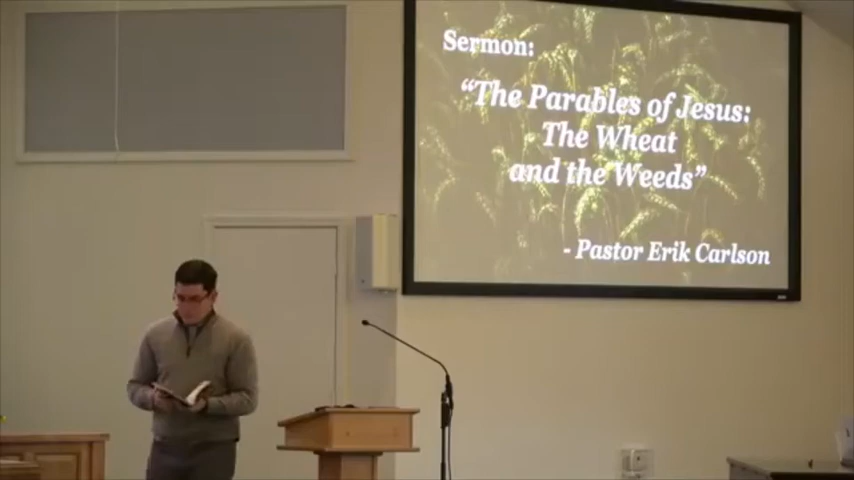 Sermon:
“The Parables of Jesus:
The Wheat
and the Weeds”
- Pastor Erik Carlson